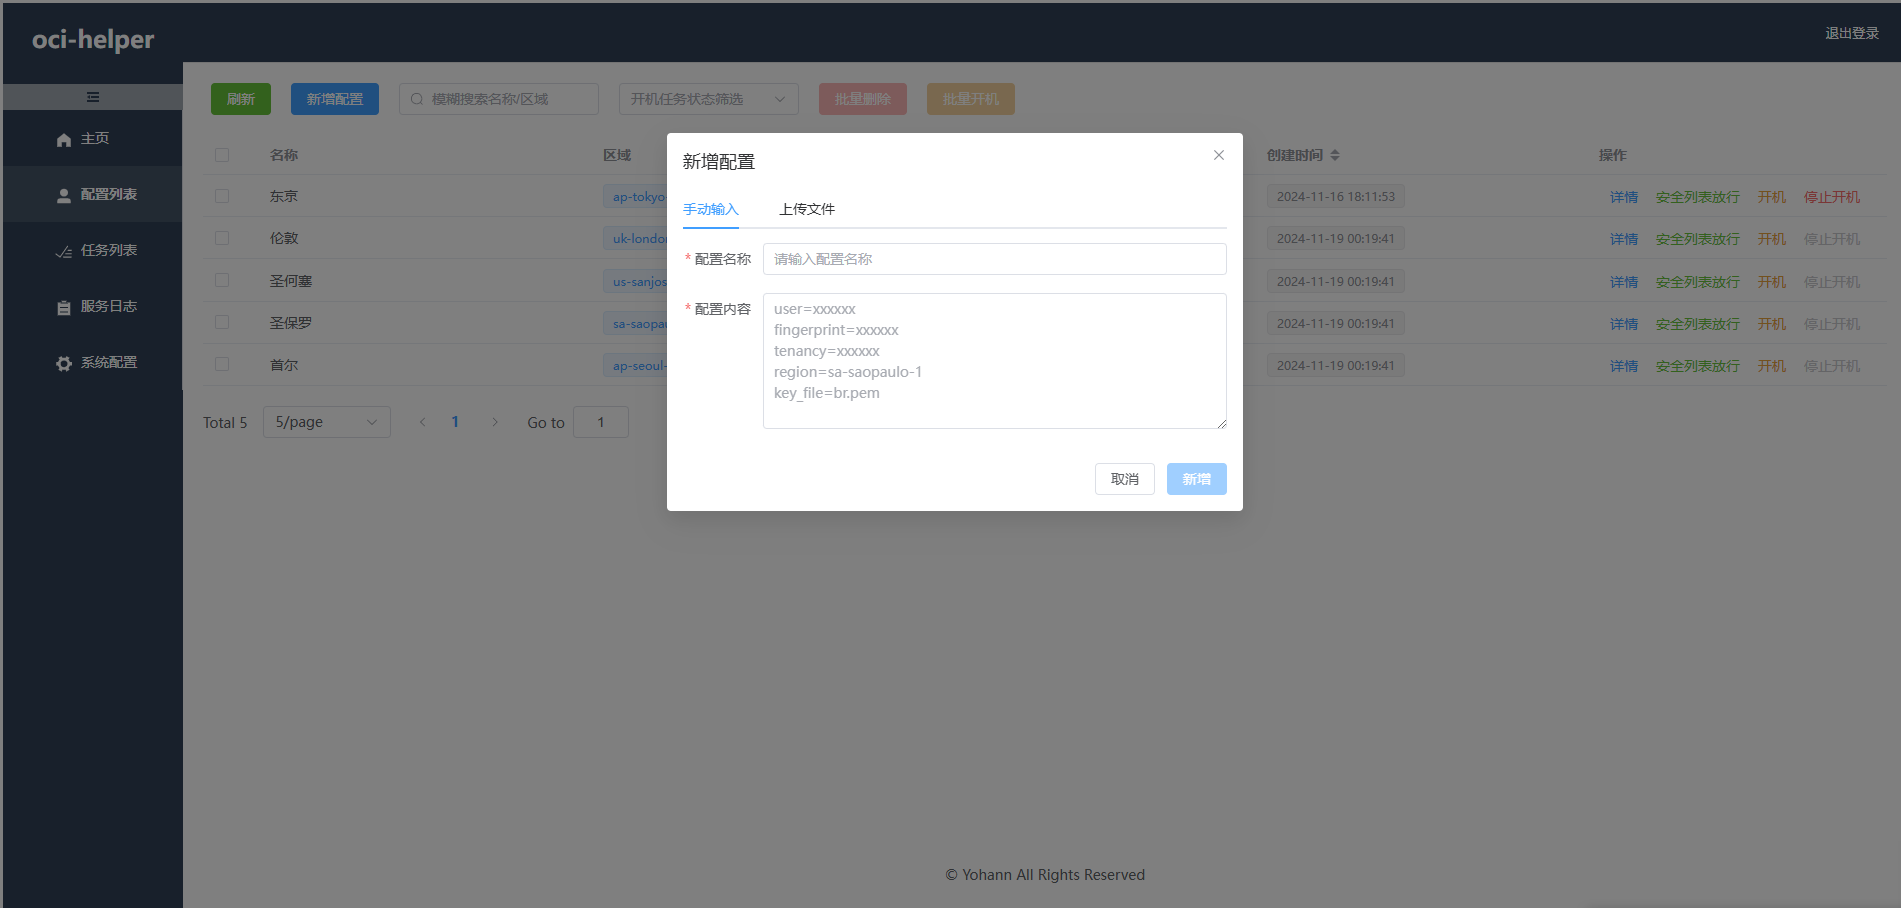 oci-helper
退出登录
主页
配置列表
任务列表
服务日志
系统配置
刷新
新增配置
模糊搜索名称/区域
开机任务状态筛选
批量删除
批量开机
名称
区域
创建时间
操作
东京
ap-tokyo-
2024-11-16 18:11:53
详情
安全列表放行
开机
停止开机
伦敦
uk-londo
2024-11-19 00:19:41
详情
安全列表放行
开机
停止开机
圣何塞
us-sanjos
2024-11-19 00:19:41
详情
安全列表放行
开机
停止开机
圣保罗
sa-saopa
2024-11-19 00:19:41
详情
安全列表放行
开机
停止开机
首尔
ap-seoul-
2024-11-19 00:19:41
详情
安全列表放行
开机
停止开机
Total 5
5/page
1
Go to
1
新增配置
手动输入
上传文件
* 配置名称
请输入配置名称
* 配置内容
user=xxxxxx
fingerprint=xxxxxx
tenancy=xxxxxx
region=sa-saopaulo-1
key_file=br.pem
取消
新增
© Yohann All Rights Reserved